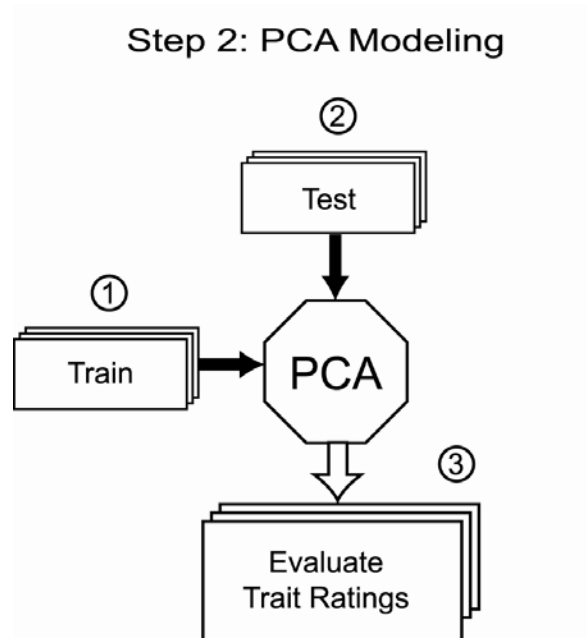 Step 2: PCA Modeling
②
Test
①
Train
PCA
③
Evaluate
Trait Ratings